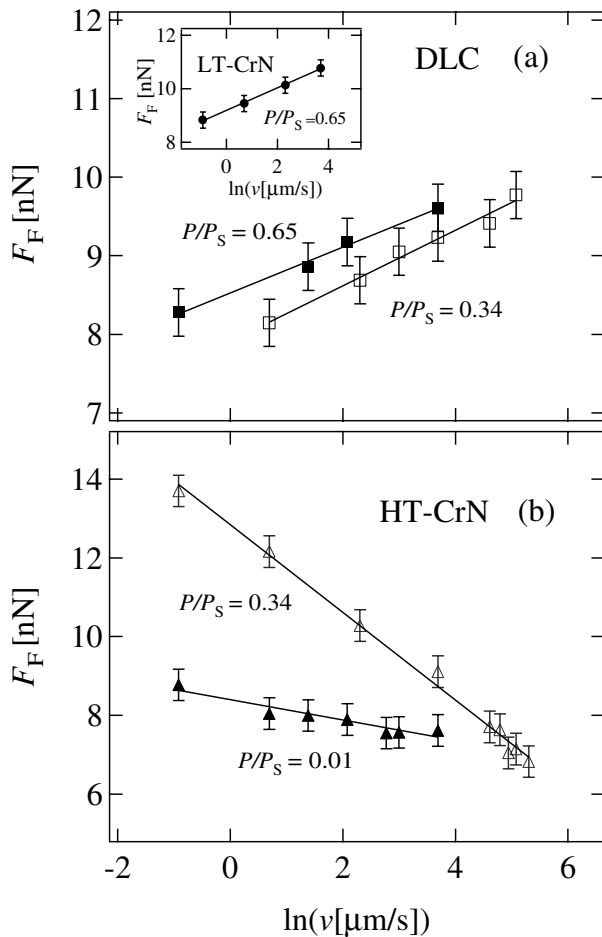 12
11
10
9
8
7
F_F [nN]
DLC (a)
12
10
8
F_F [nN]
LT-CrN
P/P_S =0.65
0 2 4
ln(v[μm/s])
P/P_S = 0.65
P/P_S = 0.34
14
12
10
8
6
F_F [nN]
HT-CrN (b)
P/P_S = 0.34
P/P_S = 0.01
-2 0 2 4 6
ln(v[μm/s])